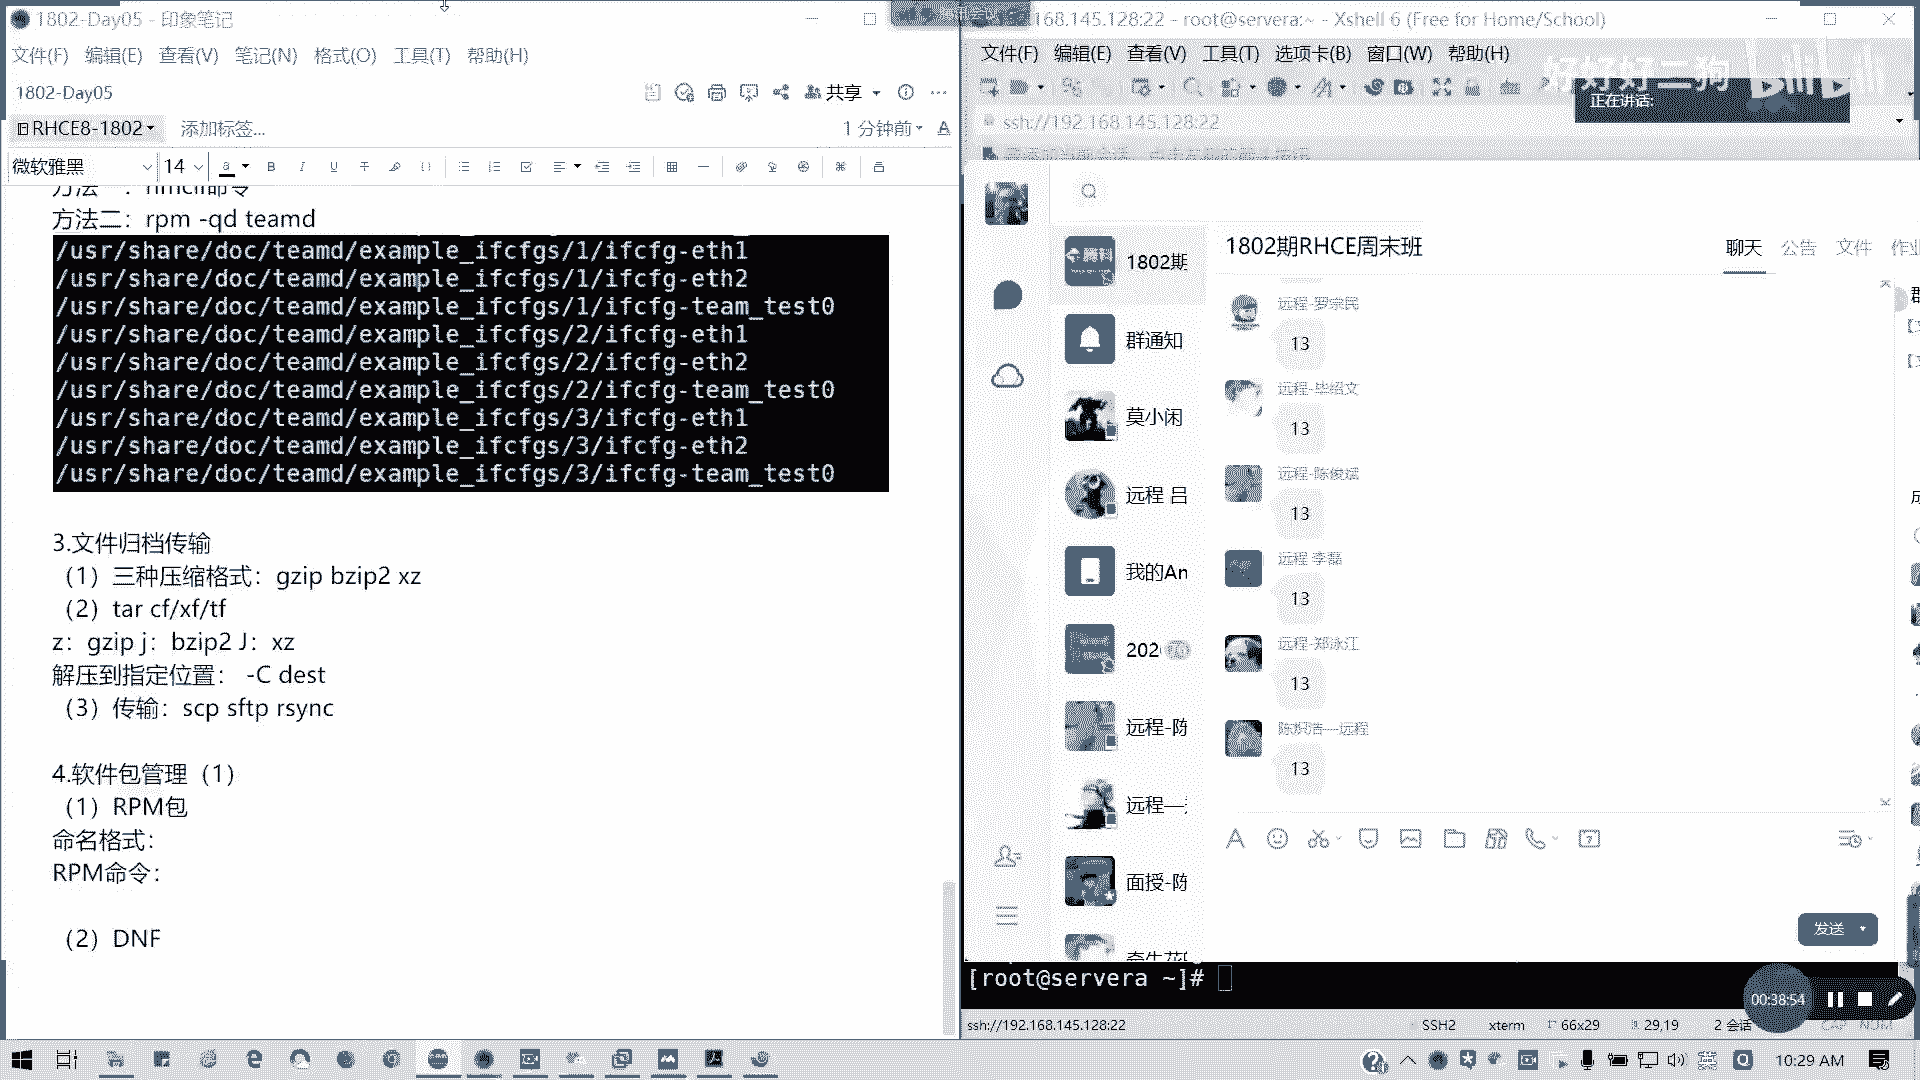 1802-Day05 - 印象笔记
文件(F) 编辑(E) 查看(V) 笔记(N) 格式(O) 工具(T) 帮助(H)
1802-Day05
共享
RHCE8-1802
添加标签...
1 分钟前
微软雅黑 14
方法二：rpm -qd teamd
/usr/share/doc/teamd/example_ifcfgs/1/ifcfg-eth1
/usr/share/doc/teamd/example_ifcfgs/1/ifcfg-eth2
/usr/share/doc/teamd/example_ifcfgs/1/ifcfg-team_test0
/usr/share/doc/teamd/example_ifcfgs/2/ifcfg-eth1
/usr/share/doc/teamd/example_ifcfgs/2/ifcfg-eth2
/usr/share/doc/teamd/example_ifcfgs/2/ifcfg-team_test0
/usr/share/doc/teamd/example_ifcfgs/3/ifcfg-eth1
/usr/share/doc/teamd/example_ifcfgs/3/ifcfg-eth2
/usr/share/doc/teamd/example_ifcfgs/3/ifcfg-team_test0
3.文件归档传输
（1）三种压缩格式：gzip bzip2 xz
（2）tar cf/xf/tf
z：gzip j：bzip2 J：xz
解压到指定位置： -C dest
（3）传输：scp sftp rsync
4.软件包管理（1）
（1）RPM包
命名格式：
RPM命令：
（2）DNF
168.145.128:22 - root@servera:~ - Xshell 6 (Free for Home/School)
文件(F) 编辑(E) 查看(V) 工具(T) 选项卡(B) 窗口(W) 帮助(H)
好好好二狗
bilibili
正在讲话:
ssh://192.168.145.128:22
1802期
群通知
莫小闲
远程 吕
我的An
202
远程-陈
远程—
面授-陈
1802期RHCE周末班
聊天 公告 文件 作业
远程-罗宗民
13
远程-毕绍文
13
远程-陈俊斌
13
远程 李磊
13
远程-郑泳江
13
13
发送
[root@servera ~]#
00:38:54
ssh://192.168.145.128:22 SSH2 xterm 66x29 29,19 2 会话 CAP NUM
英
10:29 AM